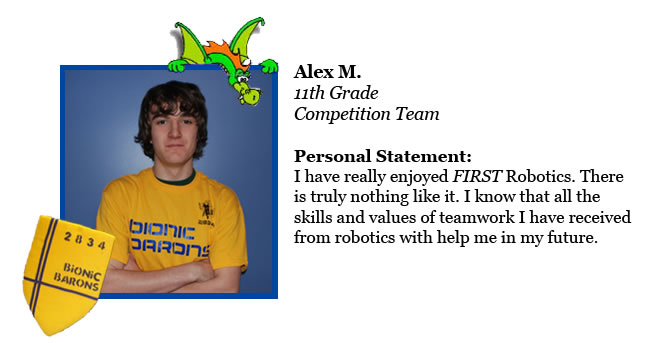 Alex M.
11th Grade
Competition Team
Personal Statement:
I have really enjoyed FIRST Robotics. There
is truly nothing like it. I know that all the
skills and values of teamwork I have received
from robotics with help me in my future.
BIONIC
BARONS
2834
BIONIC
BARONS